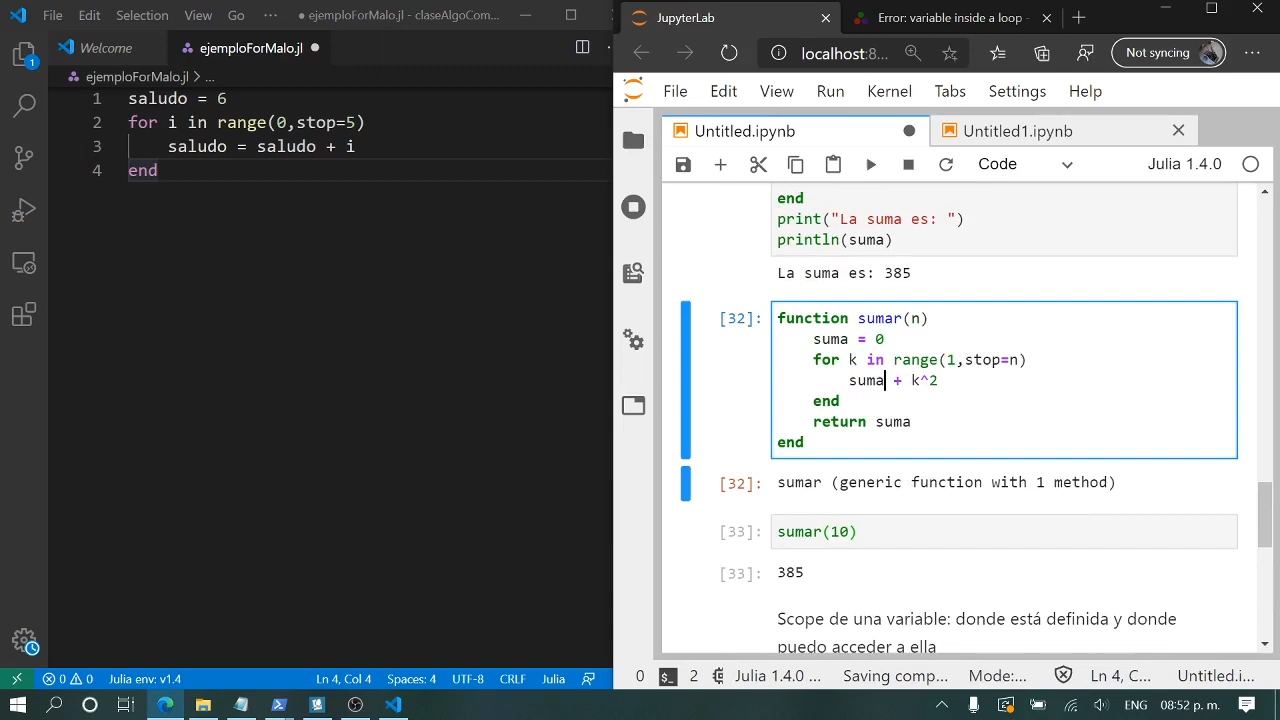 File Edit Selection View Go ··· ● ejemploForMalo.jl - claseAlgoCom...
Welcome ejemploForMalo.jl ●
ejemploForMalo.jl > ...
1 saludo = 6
2 for i in range(0,stop=5)
3 saludo = saludo + i
4 end
1
0 0 Julia env: v1.4 Ln 4, Col 4 Spaces: 4 UTF-8 CRLF Julia
JupyterLab Error, variable inside a loop -
localhost:8... Not syncing
File Edit View Run Kernel Tabs Settings Help
Untitled.ipynb Untitled1.ipynb
Code Julia 1.4.0
end
print("La suma es: ")
println(suma)
La suma es: 385
[32]: function sumar(n)
suma = 0
for k in range(1,stop=n)
suma + k^2
end
return suma
end
[32]: sumar (generic function with 1 method)
[33]: sumar(10)
[33]: 385
Scope de una variable: donde está definida y donde
puedo acceder a ella
0 2 Julia 1.4.0 ... Saving comp... Mode:... Ln 4, C... Untitled.i...
ENG 08:52 p. m.